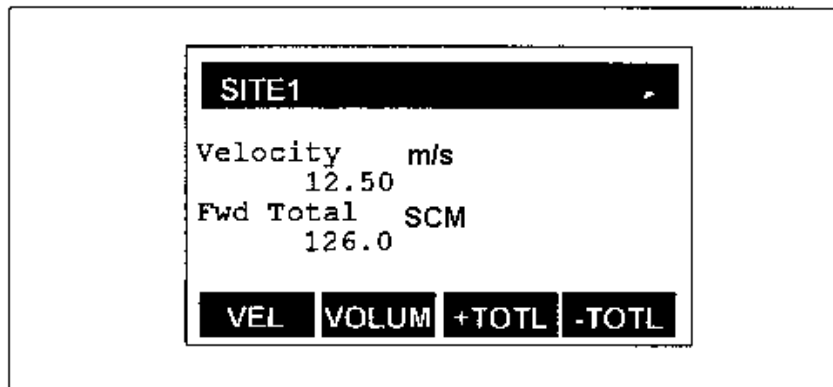 SITE1
Velocity m/s
12.50
Fwd Total SCM
126.0
VEL VOLUM +TOTL -TOTL